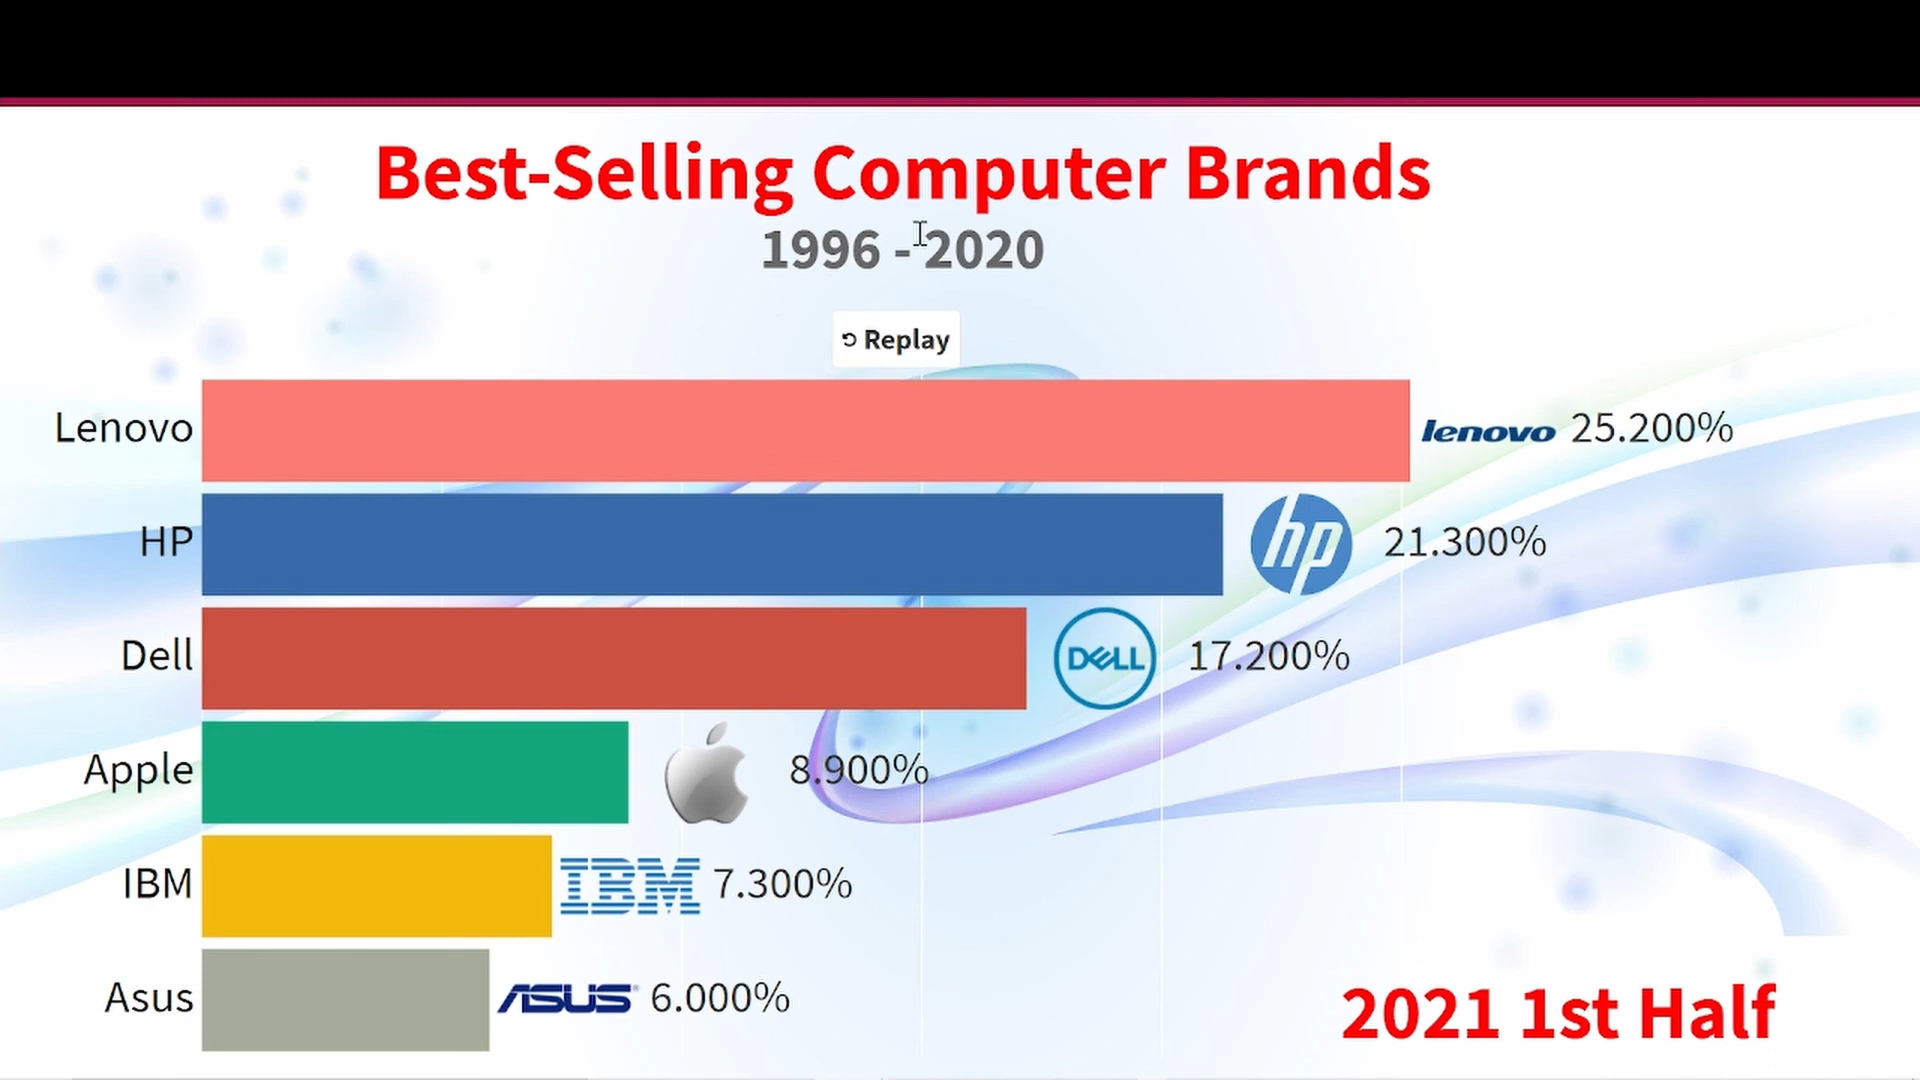 Best-Selling Computer Brands
1996 - 2020
Replay
Lenovo lenovo 25.200%
HP hp 21.300%
Dell DELL 17.200%
Apple 8.900%
IBM IBM 7.300%
Asus ASUS 6.000%
2021 1st Half